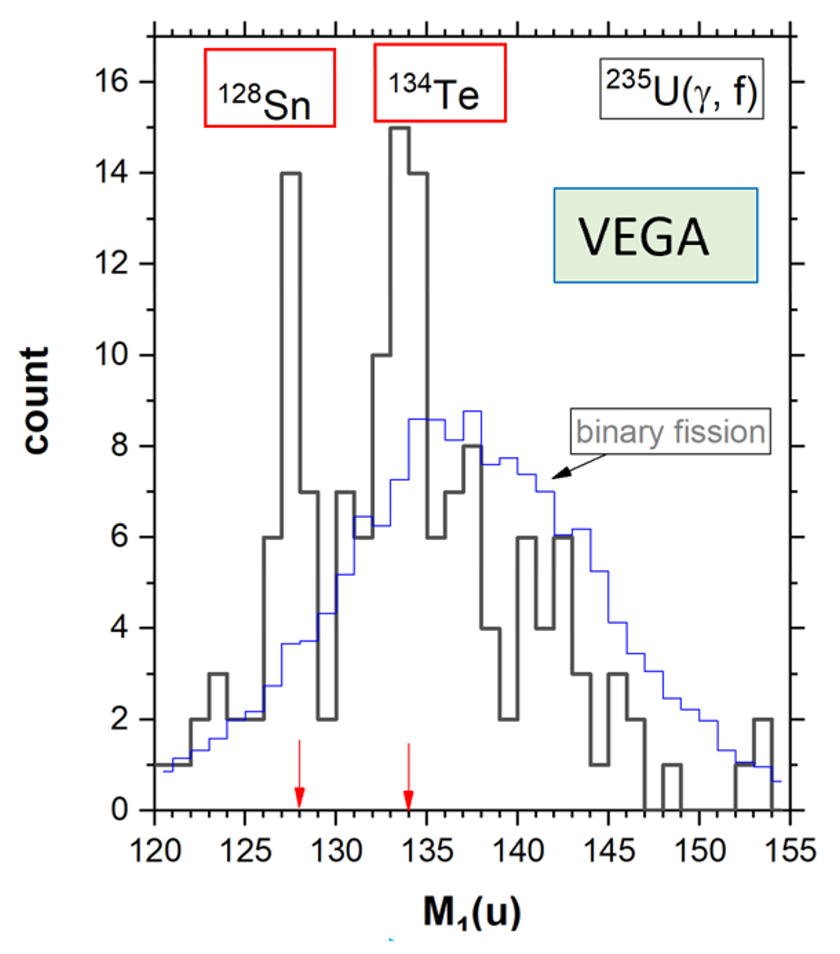 ¹²⁸Sn
¹³⁴Te
²³⁵U(γ, f)
VEGA
binary fission
count
16
14
12
10
8
6
4
2
0
120 125 130 135 140 145 150 155
M₁(u)